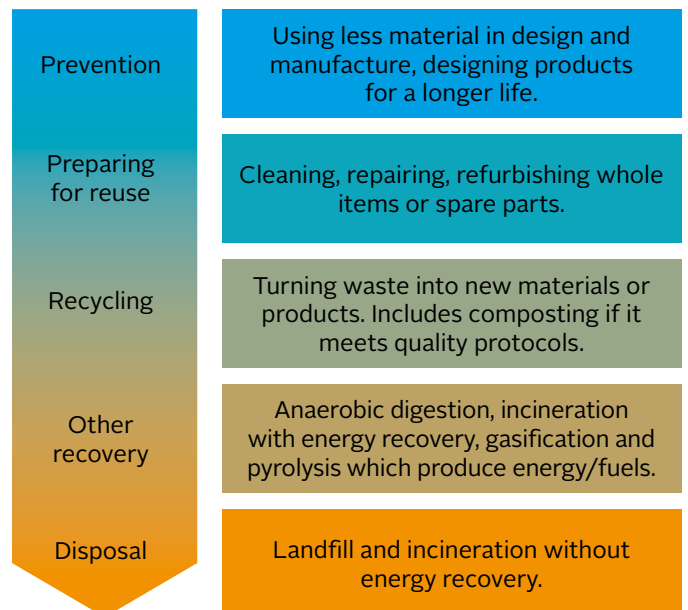 Prevention
Using less material in design and
manufacture, designing products
for a longer life.
Preparing
for reuse
Cleaning, repairing, refurbishing whole
items or spare parts.
Recycling
Turning waste into new materials or
products. Includes composting if it
meets quality protocols.
Other
recovery
Anaerobic digestion, incineration
with energy recovery, gasification and
pyrolysis which produce energy/fuels.
Disposal
Landfill and incineration without
energy recovery.